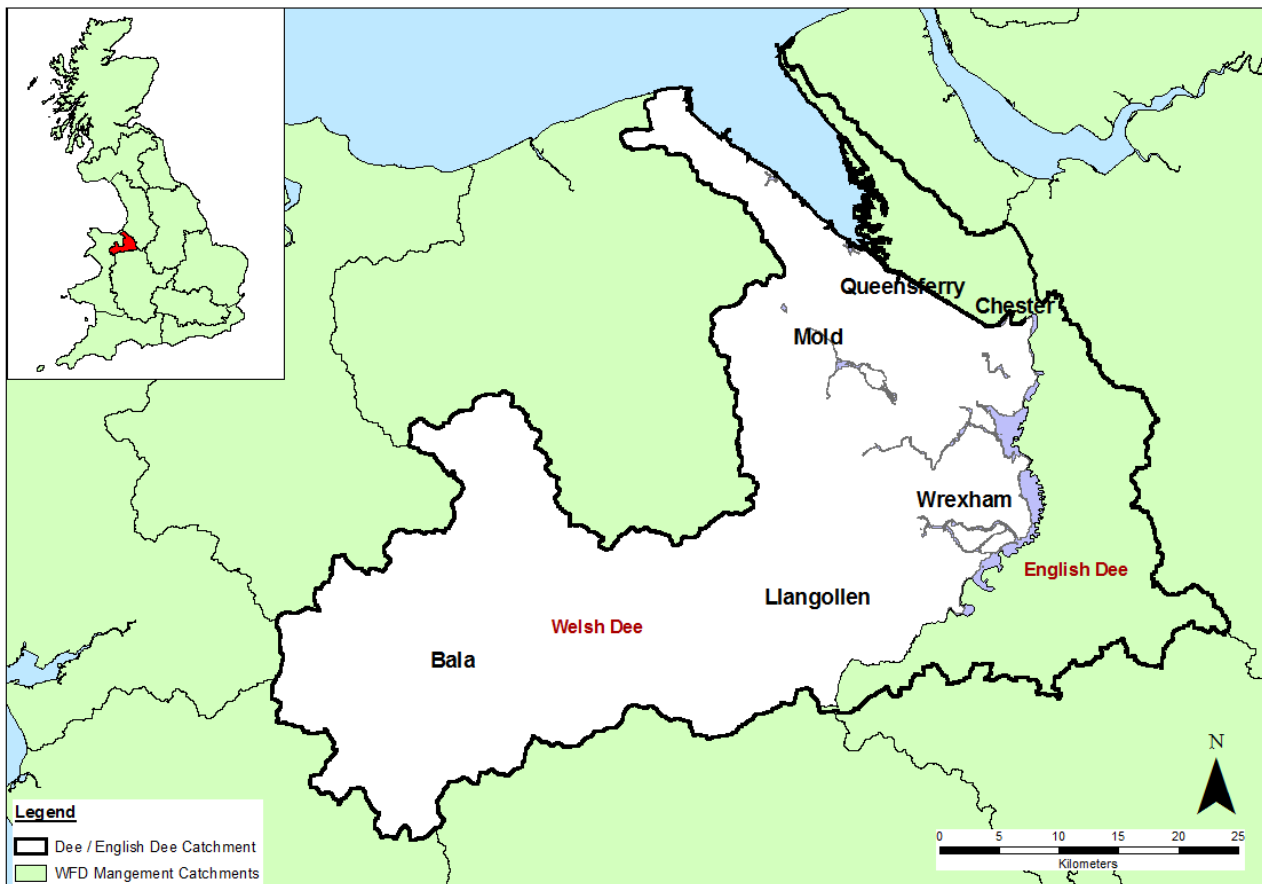 Queensferry
Chester
Mold
Wrexham
English Dee
Llangollen
Welsh Dee
Bala
N
Legend
Dee / English Dee Catchment
WFD Mangement Catchments
0 5 10 15 20 25
Kilometers